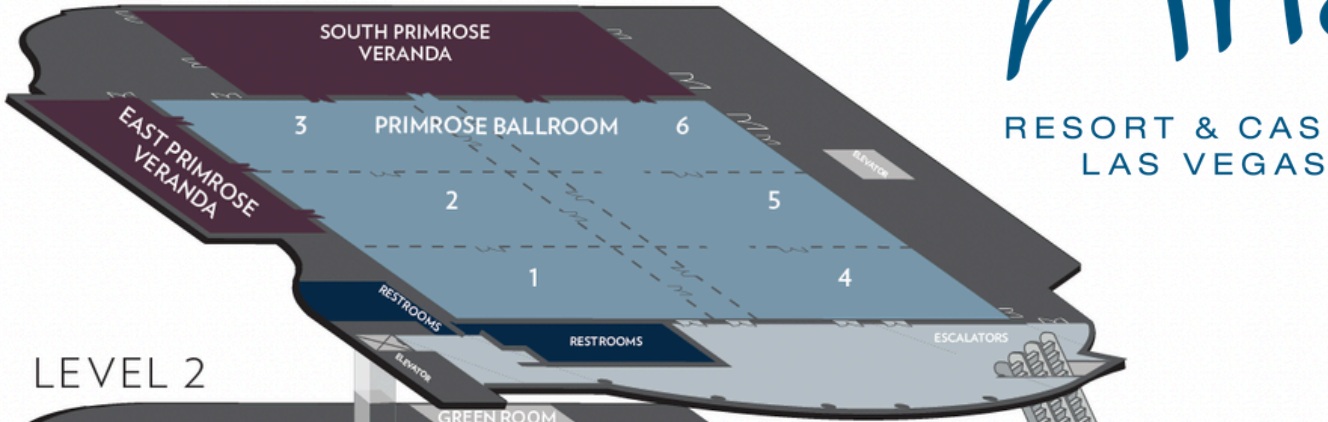 SOUTH PRIMROSE
VERANDA
EAST PRIMROSE
VERANDA
3
PRIMROSE BALLROOM
6
ELEVATOR
2
5
1
4
RESTROOMS
RESTROOMS
ELEVATOR
ESCALATORS
LEVEL 2
GREEN ROOM
RESORT & CAS
LAS VEGAS